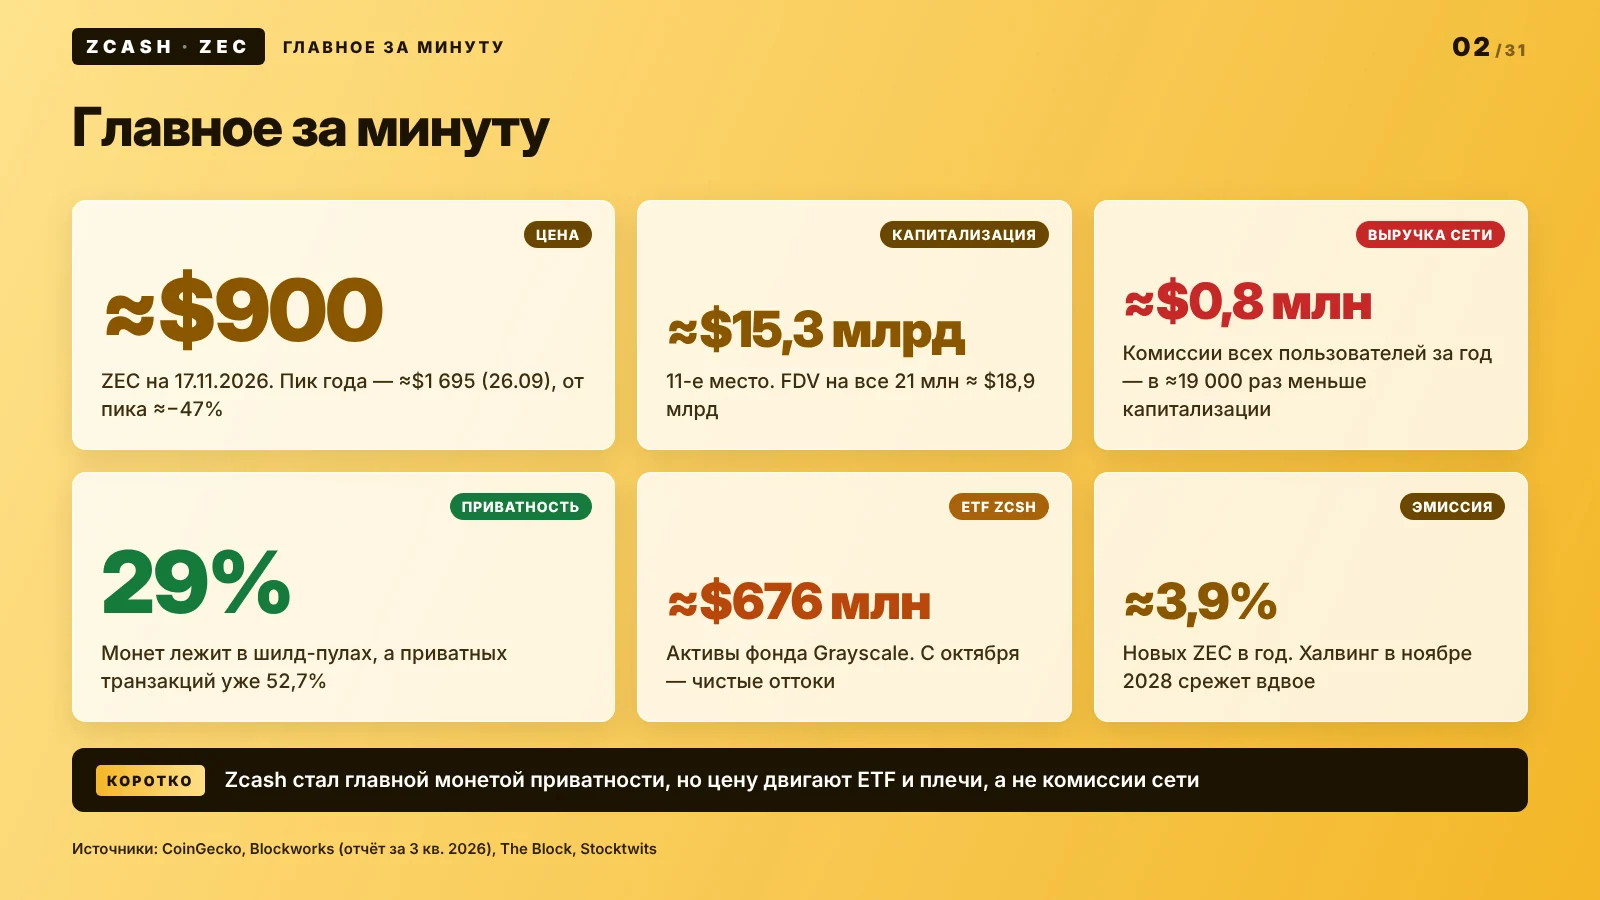 ZCASH · ZEC
ГЛАВНОЕ ЗА МИНУТУ
02 /31
Главное за минуту
ЦЕНА
≈$900
ZEC на 17.11.2026. Пик года — ≈$1 695 (26.09), от
пика ≈−47%
КАПИТАЛИЗАЦИЯ
≈$15,3 млрд
11-е место. FDV на все 21 млн ≈ $18,9
млрд
ВЫРУЧКА СЕТИ
≈$0,8 млн
Комиссии всех пользователей за год
— в ≈19 000 раз меньше
капитализации
ПРИВАТНОСТЬ
29%
Монет лежит в шилд-пулах, а приватных
транзакций уже 52,7%
ETF ZCSH
≈$676 млн
Активы фонда Grayscale. С октября
— чистые оттоки
ЭМИССИЯ
≈3,9%
Новых ZEC в год. Халвинг в ноябре
2028 срежет вдвое
КОРОТКО
Zcash стал главной монетой приватности, но цену двигают ETF и плечи, а не комиссии сети
Источники: CoinGecko, Blockworks (отчёт за 3 кв. 2026), The Block, Stocktwits